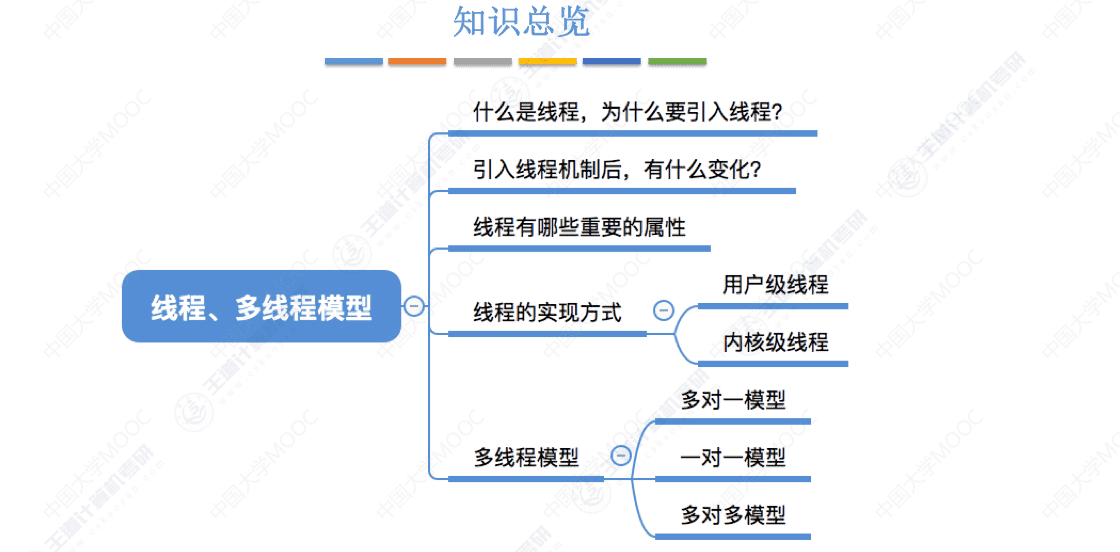 知识总览
什么是线程，为什么要引入线程？
引入线程机制后，有什么变化？
线程有哪些重要的属性
线程、多线程模型
线程的实现方式
用户级线程
内核级线程
多线程模型
多对一模型
一对一模型
多对多模型
中国大学MOOC
王道计算机考研